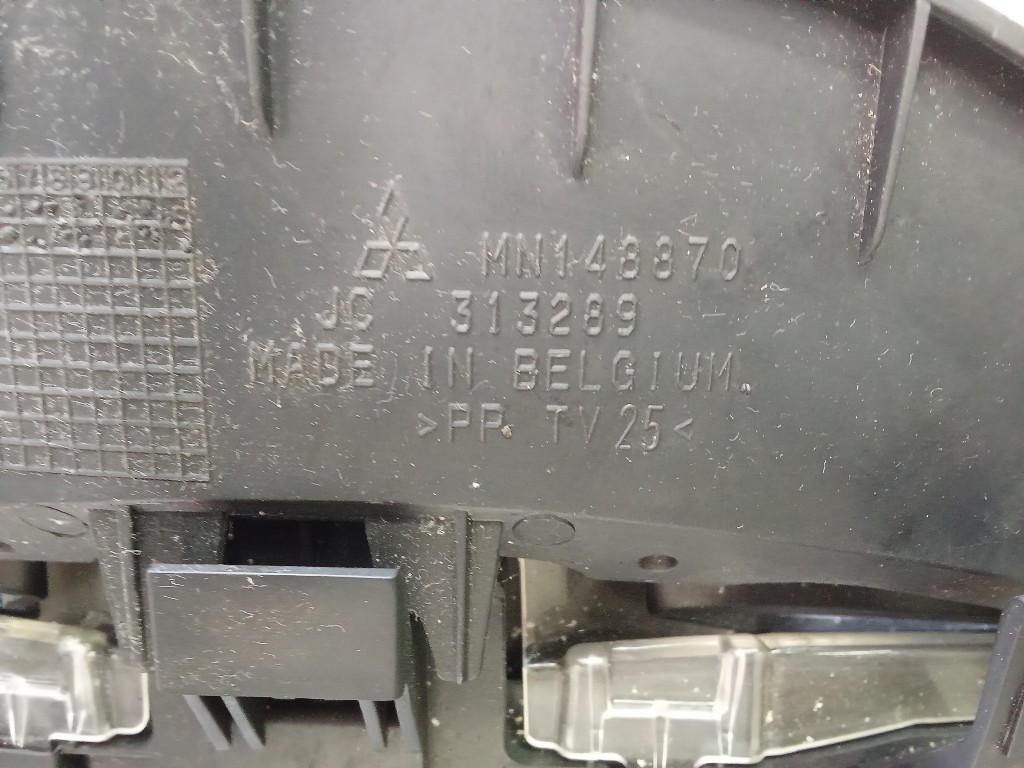 MN148870
JC 313289
MADE IN BELGIUM.
>PP TV25<